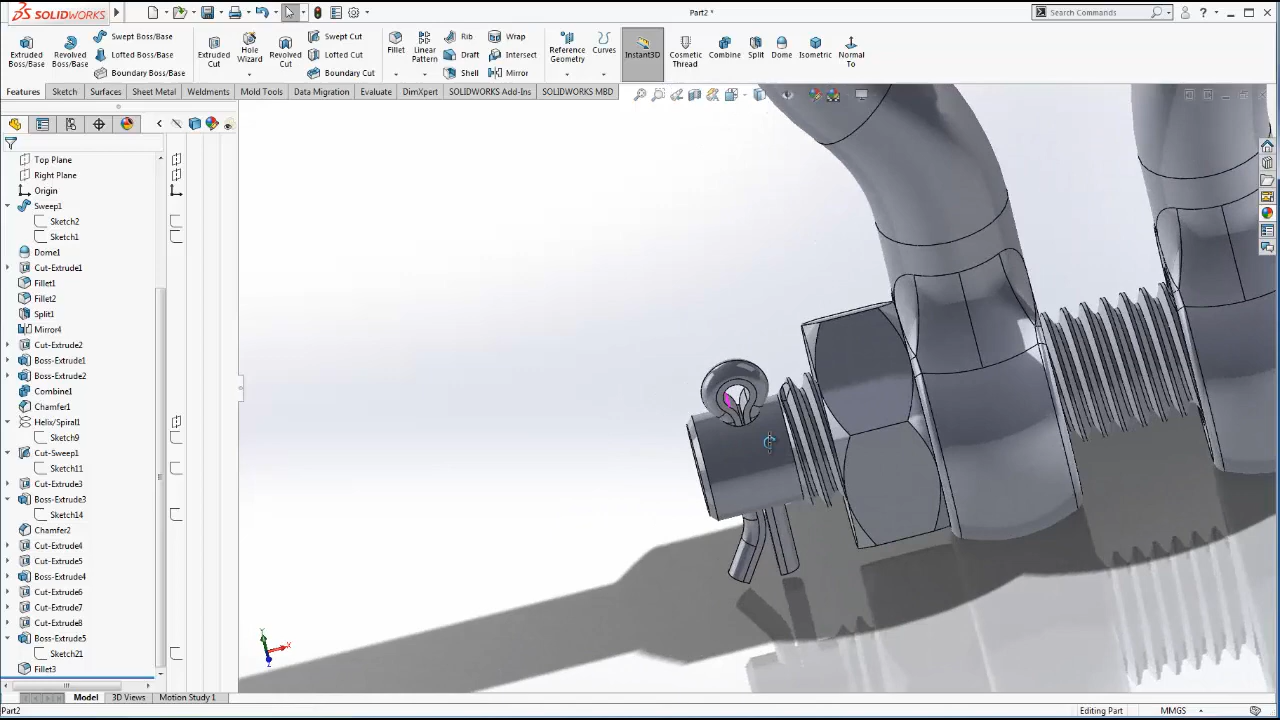 SOLIDWORKS
Part2 *
Search Commands
?
Extruded Boss/Base
Revolved Boss/Base
Swept Boss/Base
Lofted Boss/Base
Boundary Boss/Base
Extruded Cut
Hole Wizard
Revolved Cut
Swept Cut
Lofted Cut
Boundary Cut
Fillet
Linear Pattern
Rib
Draft
Shell
Wrap
Intersect
Mirror
Reference Geometry
Curves
Instant3D
Cosmetic Thread
Combine
Split
Dome
Isometric
Normal To
Features
Sketch
Surfaces
Sheet Metal
Weldments
Mold Tools
Data Migration
Evaluate
DimXpert
SOLIDWORKS Add-Ins
SOLIDWORKS MBD
Top Plane
Right Plane
Origin
Sweep1
Sketch2
Sketch1
Dome1
Cut-Extrude1
Fillet1
Fillet2
Split1
Mirror4
Cut-Extrude2
Boss-Extrude1
Boss-Extrude2
Combine1
Chamfer1
Helix/Spiral1
Sketch9
Cut-Sweep1
Sketch11
Cut-Extrude3
Boss-Extrude3
Sketch14
Chamfer2
Cut-Extrude4
Cut-Extrude5
Boss-Extrude4
Cut-Extrude6
Cut-Extrude7
Cut-Extrude8
Boss-Extrude5
Sketch21
Fillet3
Model
3D Views
Motion Study 1
Part2
Editing Part
MMGS